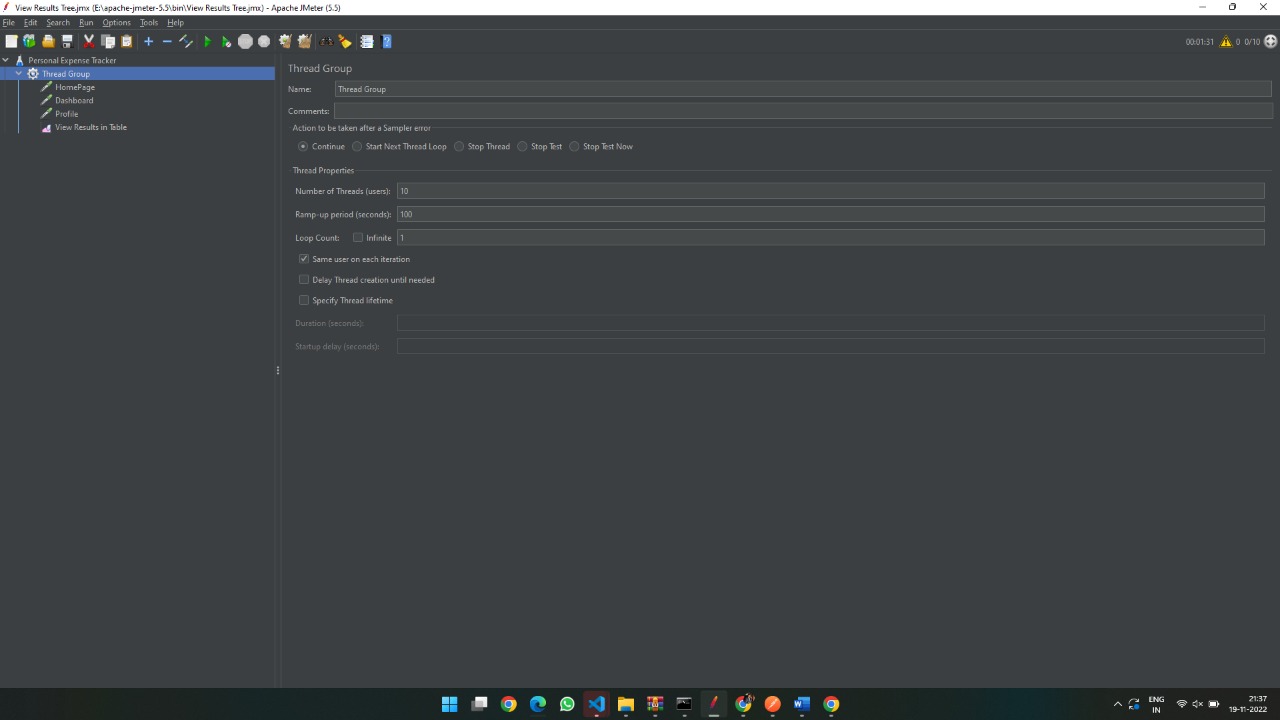 View Results Tree.jmx (E:\apache-jmeter-5.5\bin\View Results Tree.jmx) - Apache JMeter (5.5)
File Edit Search Run Options Tools Help
00:01:31 0 0/10
Personal Expense Tracker
Thread Group
HomePage
Dashboard
Profile
View Results in Table
Thread Group
Name: Thread Group
Comments:
Action to be taken after a Sampler error
Continue Start Next Thread Loop Stop Thread Stop Test Stop Test Now
Thread Properties
Number of Threads (users): 10
Ramp-up period (seconds): 100
Loop Count: Infinite 1
Same user on each iteration
Delay Thread creation until needed
Specify Thread lifetime
Duration (seconds):
Startup delay (seconds):
ENG
IN
21:37
19-11-2022